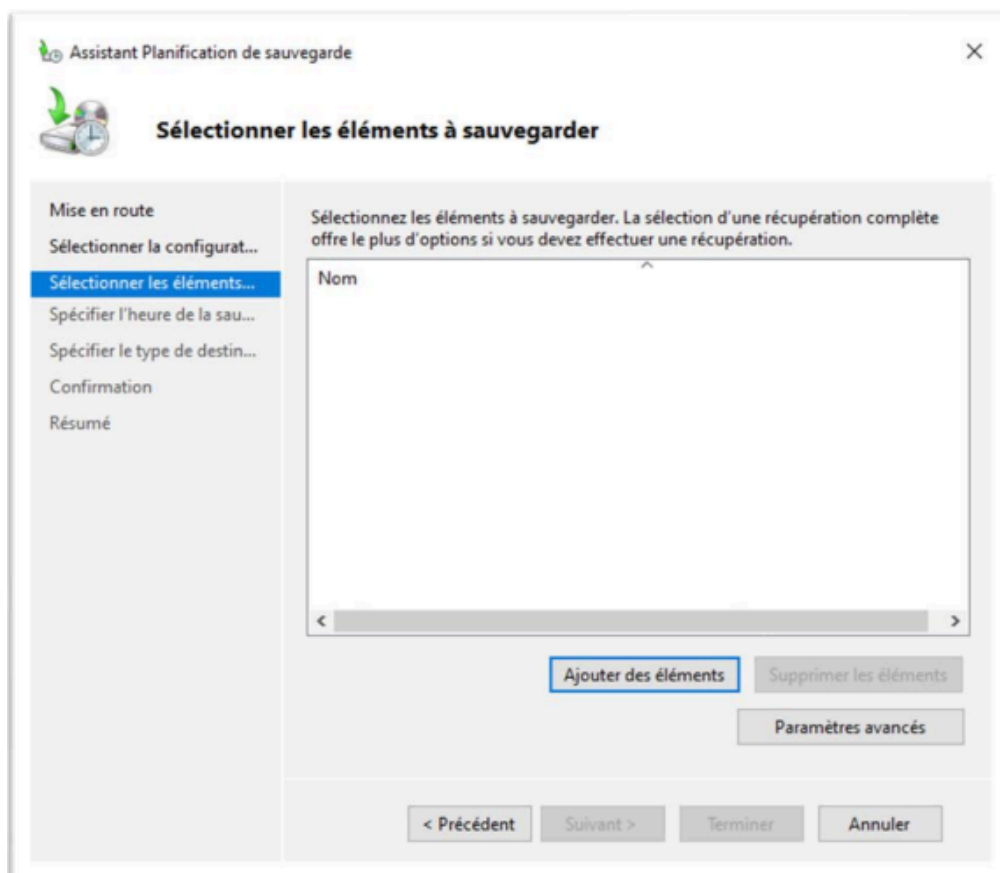 Assistant Planification de sauvegarde
Sélectionner les éléments à sauvegarder
Mise en route
Sélectionner la configurat...
Sélectionner les éléments...
Spécifier l'heure de la sau...
Spécifier le type de destin...
Confirmation
Résumé
Sélectionnez les éléments à sauvegarder. La sélection d'une récupération complète
offre le plus d'options si vous devez effectuer une récupération.
Nom
Ajouter des éléments
Supprimer les éléments
Paramètres avancés
< Précédent
Suivant >
Terminer
Annuler